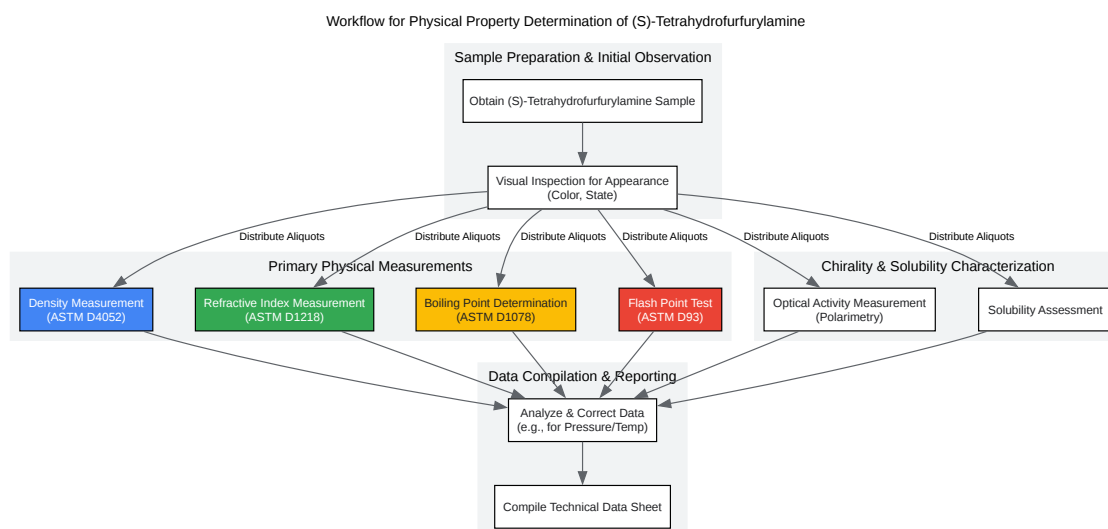 Workflow for Physical Property Determination of (S)-Tetrahydrofurfurylamine
Sample Preparation & Initial Observation
Obtain (S)-Tetrahydrofurfurylamine Sample
Visual Inspection for Appearance
(Color, State)
Distribute Aliquots
Distribute Aliquots
Distribute Aliquots
Distribute Aliquots
Distribute Aliquots
Distribute Aliquots
Primary Physical Measurements
Chirality & Solubility Characterization
Density Measurement
(ASTM D4052)
Refractive Index Measurement
(ASTM D1218)
Boiling Point Determination
(ASTM D1078)
Flash Point Test
(ASTM D93)
Optical Activity Measurement
(Polarimetry)
Solubility Assessment
Data Compilation & Reporting
Analyze & Correct Data
(e.g., for Pressure/Temp)
Compile Technical Data Sheet